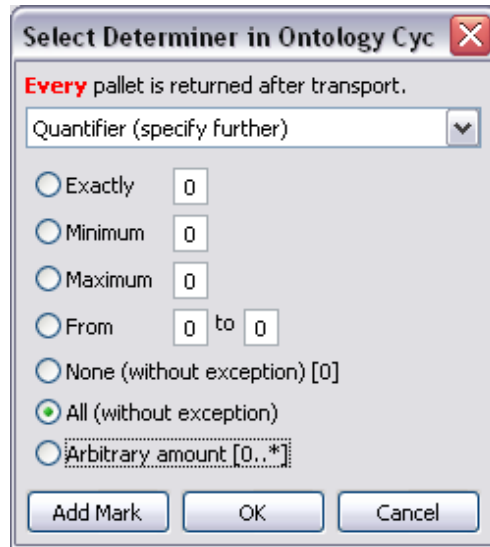 Select Determiner in Ontology Cyc
Every pallet is returned after transport.
Quantifier (specify further)
Exactly 0
Minimum 0
Maximum 0
From 0 to 0
None (without exception) [0]
All (without exception)
Arbitrary amount [0..*]
Add Mark OK Cancel